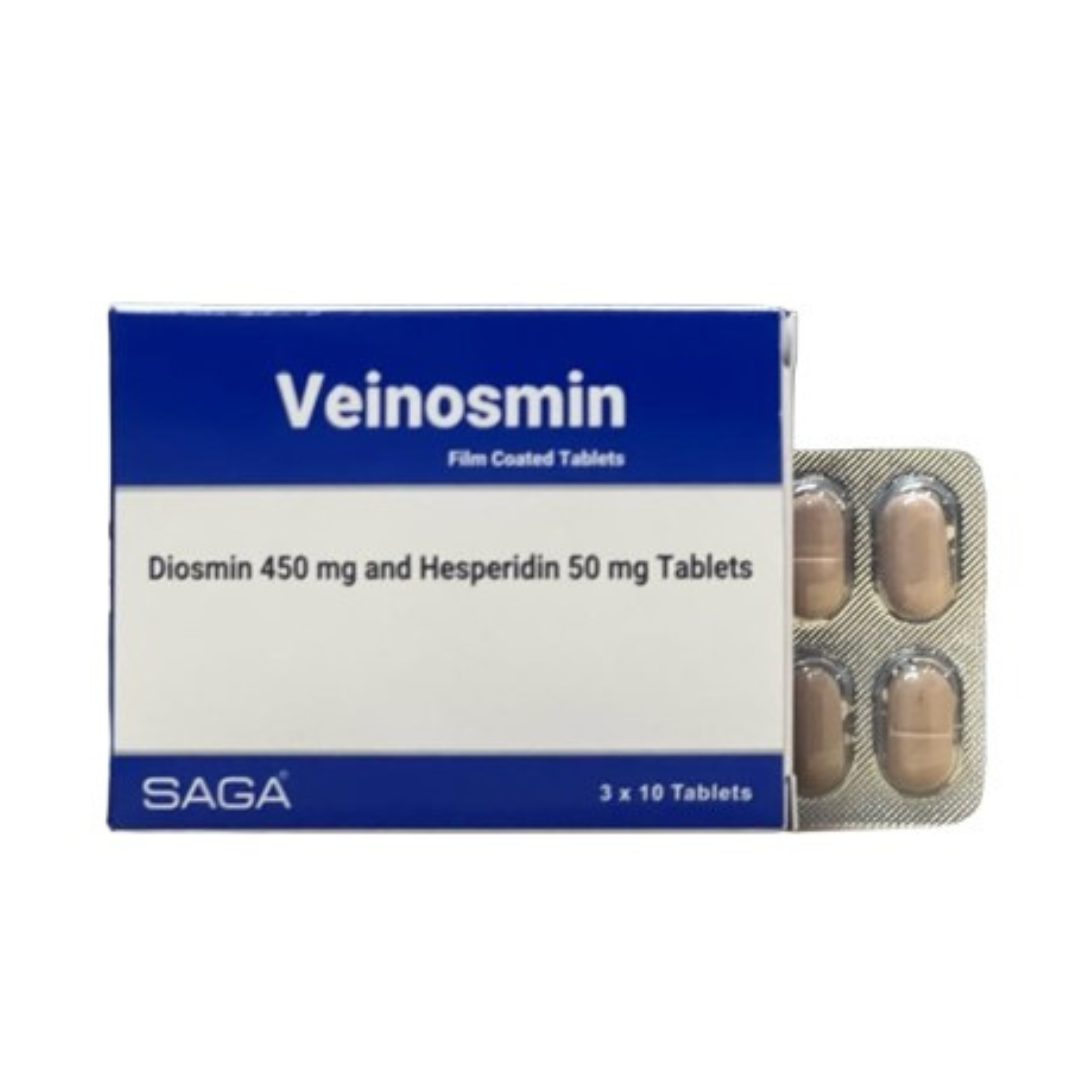 Veinosmin
Film Coated Tablets
Diosmin 450 mg and Hesperidin 50 mg Tablets
SAGA®
3 x 10 Tablets